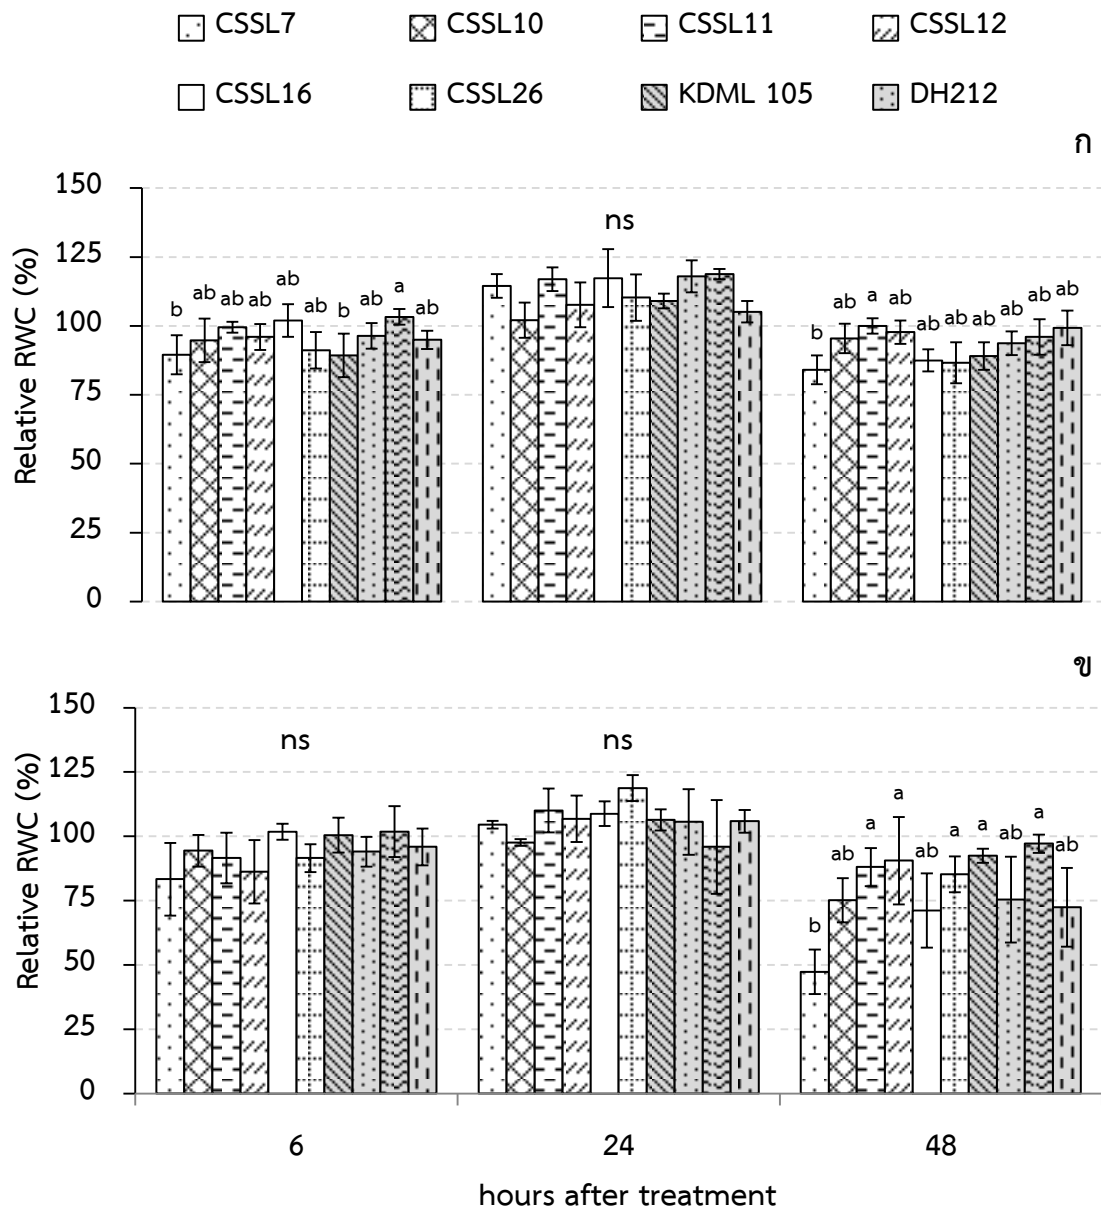 CSSL7 CSSL10 CSSL11 CSSL12
CSSL16 CSSL26 KDML 105 DH212
ก
Relative RWC (%)
150
125
100
75
50
25
0
b ab ab ab ab ab b ab a ab
ns
b ab a ab ab ab ab ab ab ab
ข
Relative RWC (%)
150
125
100
75
50
25
0
ns
ns
b ab a a ab a a ab a ab
6 24 48
hours after treatment